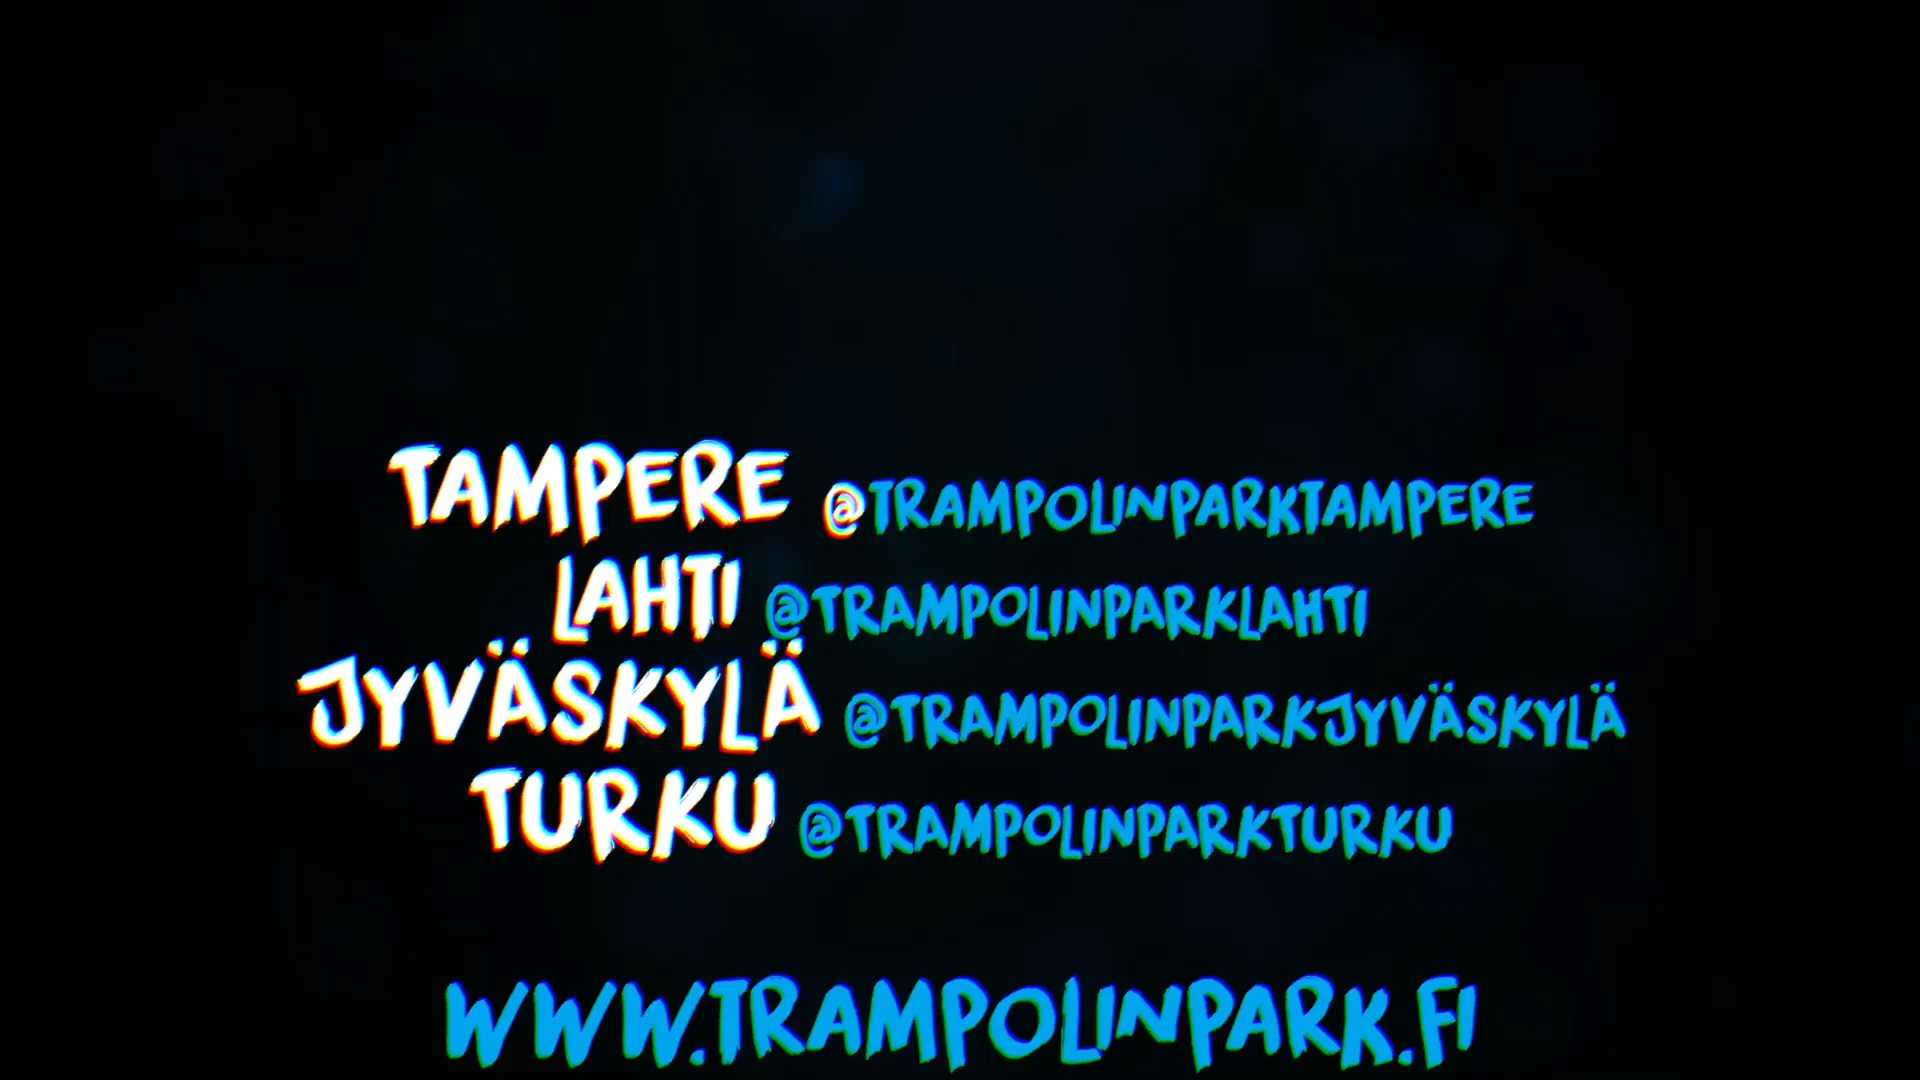 TAMPERE @TRAMPOLINPARKTAMPERE
LAHTI @TRAMPOLINPARKLAHTI
JYVÄSKYLÄ @TRAMPOLINPARKJYVÄSKYLÄ
TURKU @TRAMPOLINPARKTURKU
WWW.TRAMPOLINPARK.FI